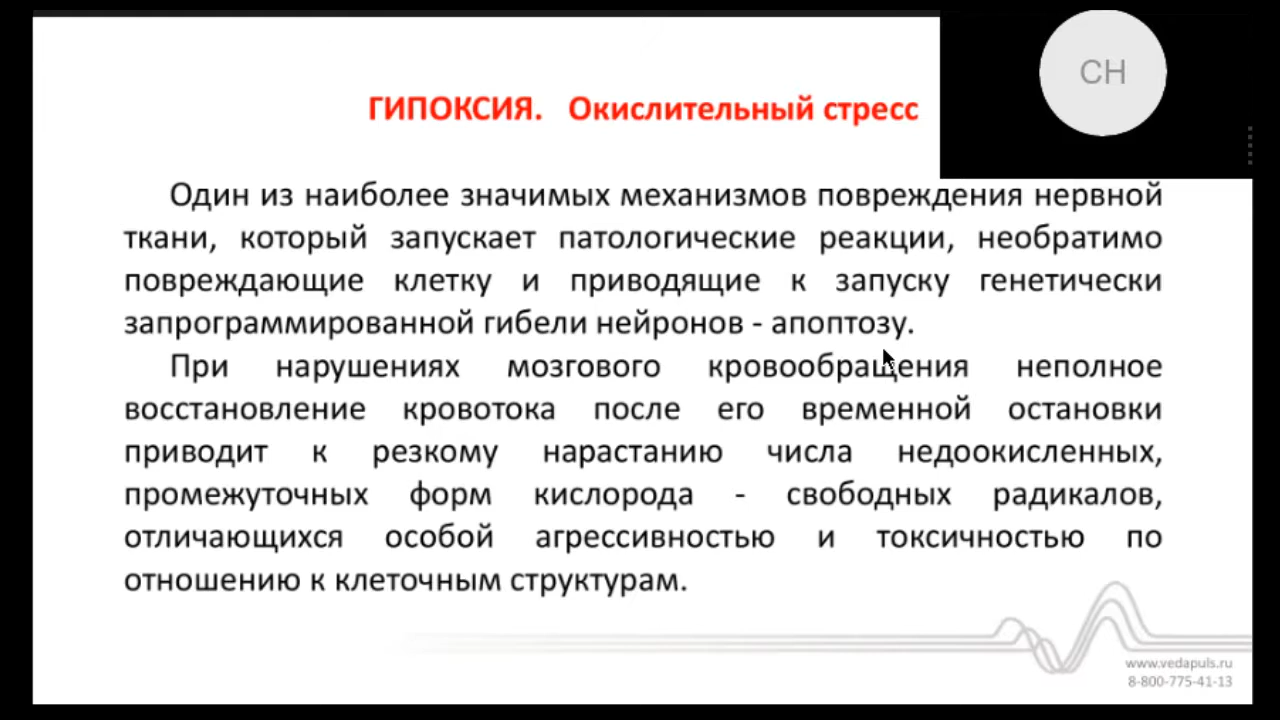 СН
ГИПОКСИЯ. Окислительный стресс
Один из наиболее значимых механизмов повреждения нервной
ткани, который запускает патологические реакции, необратимо
повреждающие клетку и приводящие к запуску генетически
запрограммированной гибели нейронов - апоптозу.
При нарушениях мозгового кровообращения неполное
восстановление кровотока после его временной остановки
приводит к резкому нарастанию числа недоокисленных,
промежуточных форм кислорода - свободных радикалов,
отличающихся особой агрессивностью и токсичностью по
отношению к клеточным структурам.
www.vedapuls.ru
8-800-775-41-13